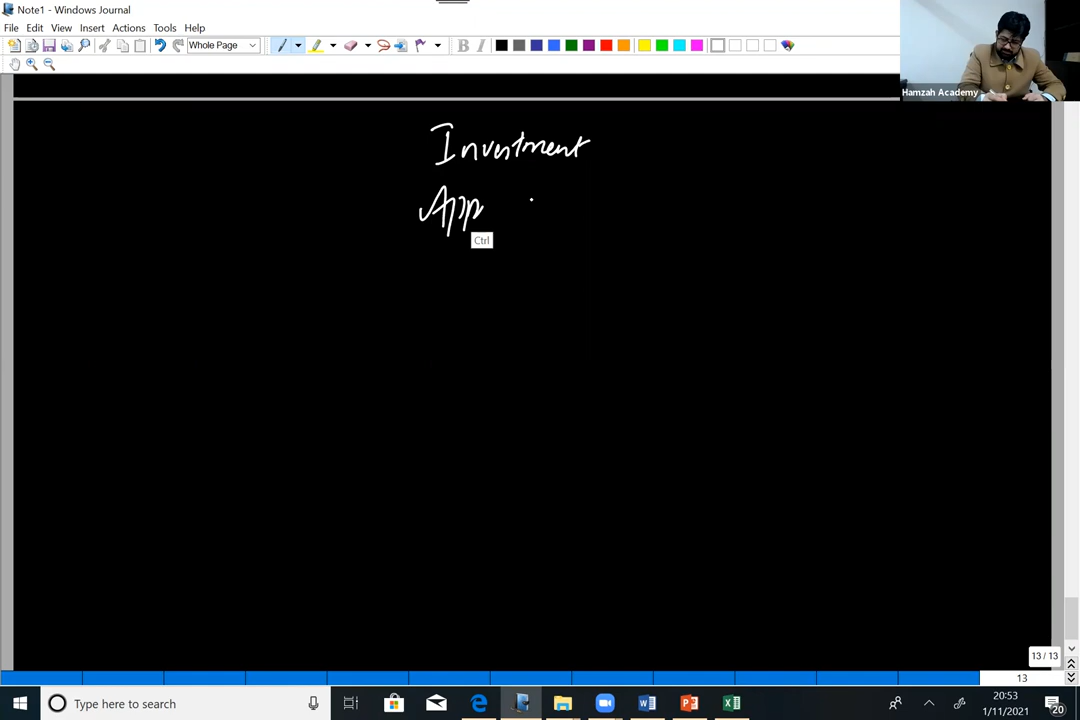 Note1 - Windows Journal
File Edit View Insert Actions Tools Help
Whole Page B I
Hamzah Academy
Investment
App
Ctrl
13 / 13
13
Type here to search
20:53
1/11/2021
20